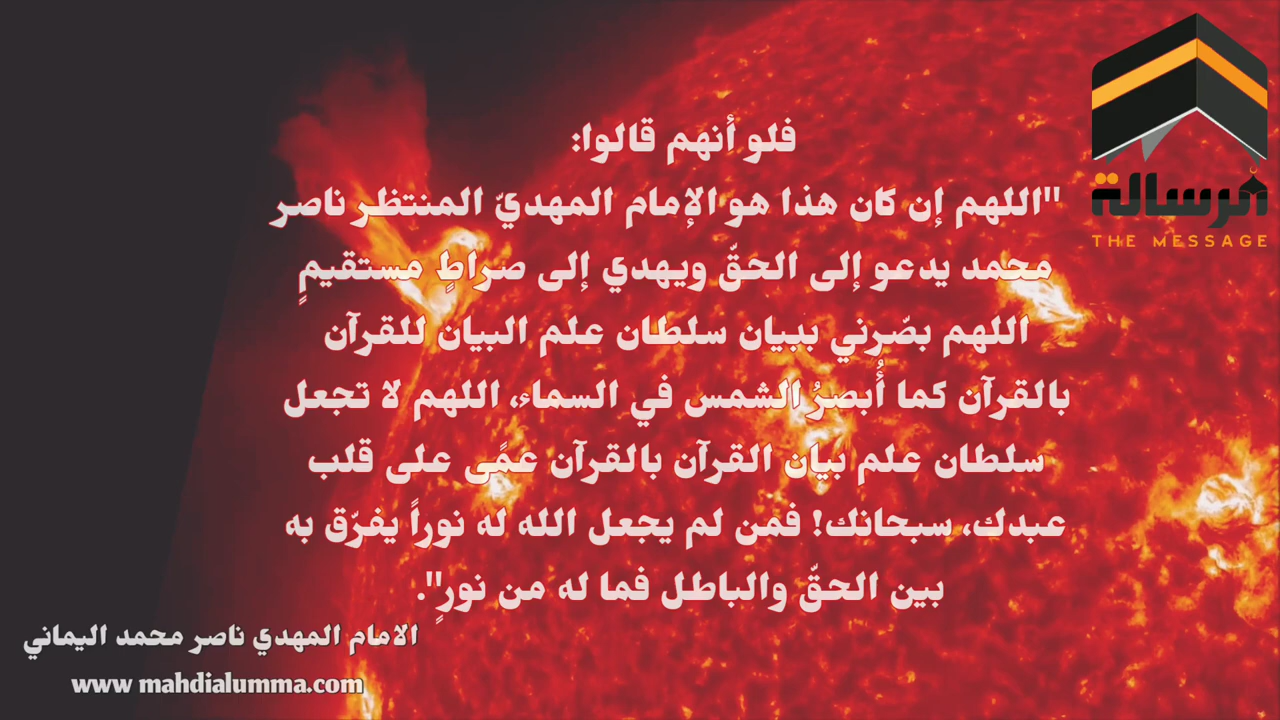 الرسالة
THE MESSAGE
فلو أنهم قالوا:
"اللهم إن كان هذا هو الإمام المهديّ المنتظر ناصر
محمد يدعو إلى الحقّ ويهدي إلى صراطٍ مستقيمٍ
اللهم بصّرني ببيان سلطان علم البيان للقرآن
بالقرآن كما أُبصرُ الشمس في السماء، اللهم لا تجعل
سلطان علم بيان القرآن بالقرآن عمًى على قلب
عبدك، سبحانك! فمن لم يجعل الله له نوراً يفرّق به
بين الحقّ والباطل فما له من نورٍ".
الامام المهدي ناصر محمد اليماني
www mahdialumma.com